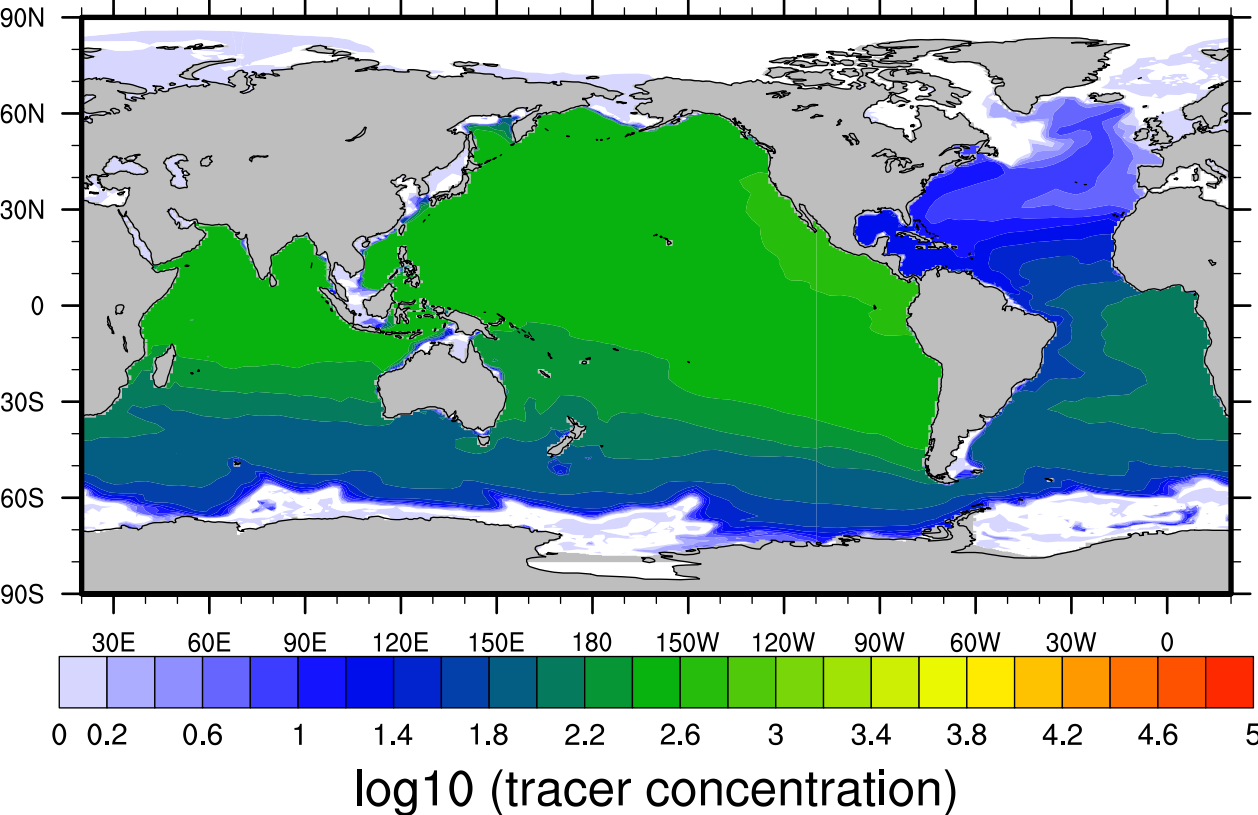 90N
60N
30N
0
30S
60S
90S
30E 60E 90E 120E 150E 180 150W 120W 90W 60W 30W 0
0 0.2 0.6 1 1.4 1.8 2.2 2.6 3 3.4 3.8 4.2 4.6 5
log10 (tracer concentration)